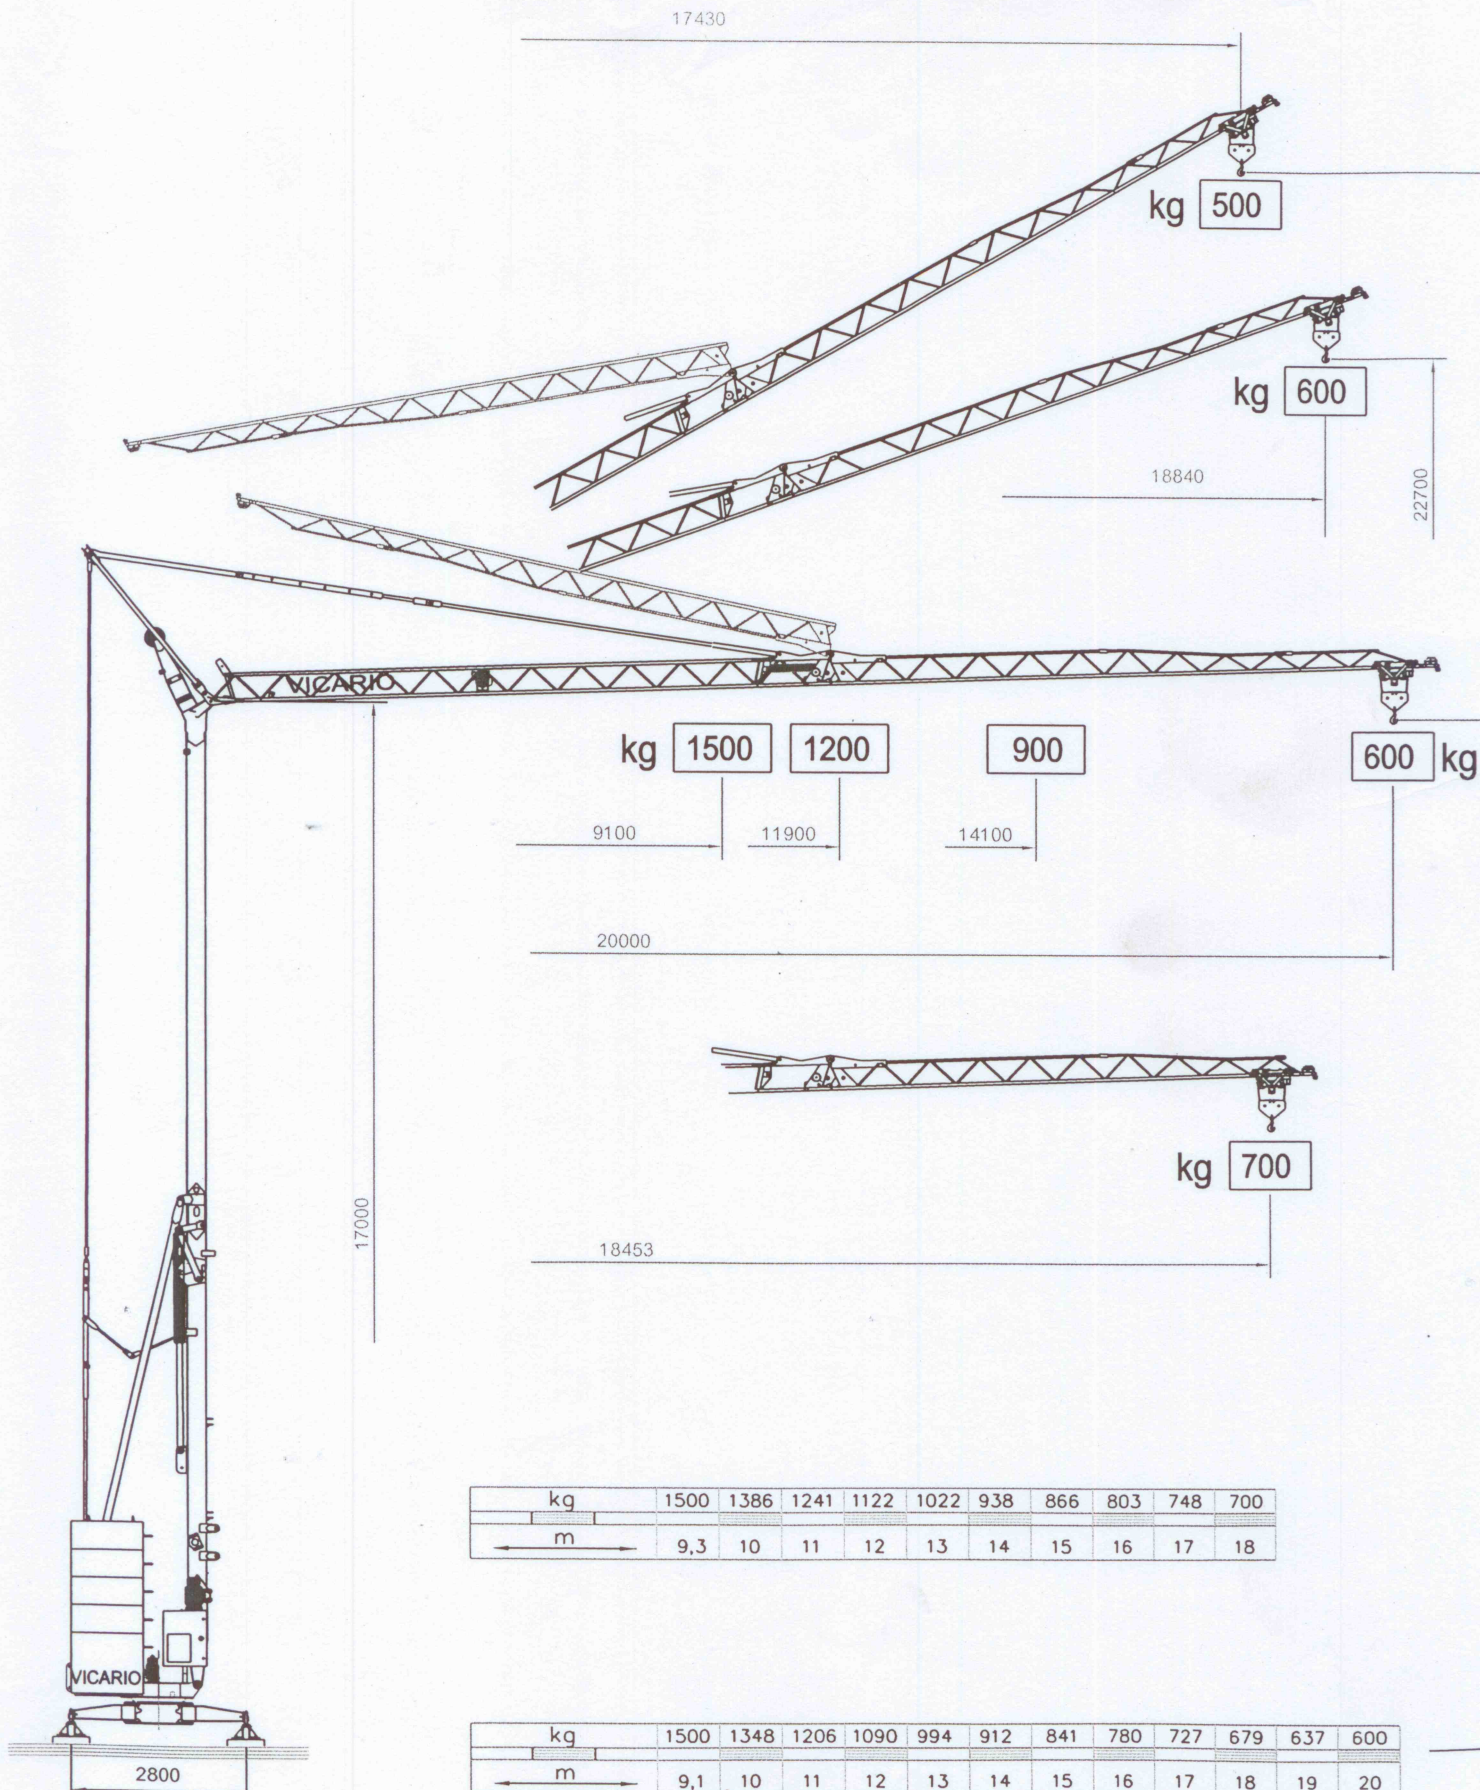 17430
kg 500
kg 600
18840
22700
VICARIO
kg 1500 1200 900 600 kg
9100 11900 14100
20000
kg 700
17000
18453
kg 1500 1386 1241 1122 1022 938 866 803 748 700
m 9,3 10 11 12 13 14 15 16 17 18
VICARIO
kg 1500 1348 1206 1090 994 912 841 780 727 679 637 600
m 9,1 10 11 12 13 14 15 16 17 18 19 20
2800